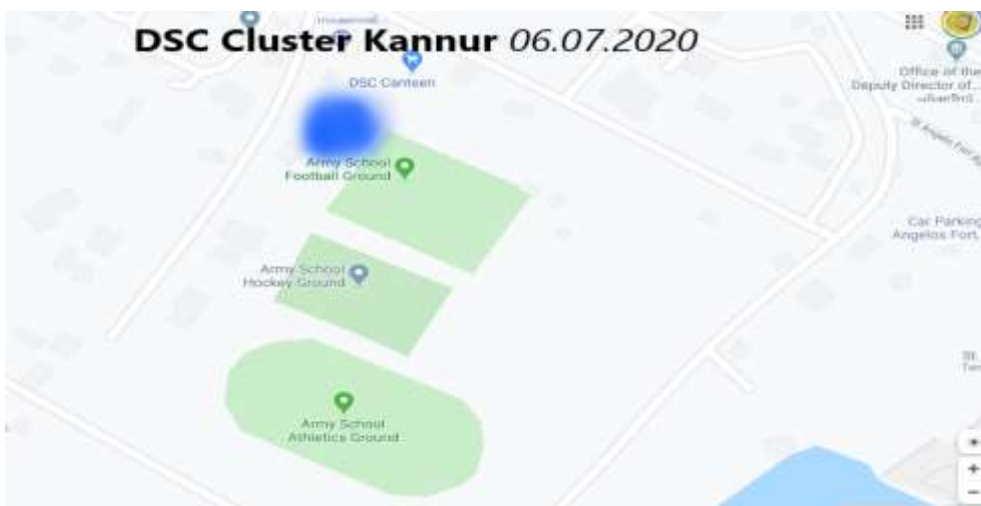 DSC Cluster Kannur 06.07.2020
DSC Canteen
Office of the
Deputy Director of...
Army School
Football Ground
Car Parking
Angelos Fort,
Army School
Hockey Ground
St.
Army School
Athletics Ground
+
−